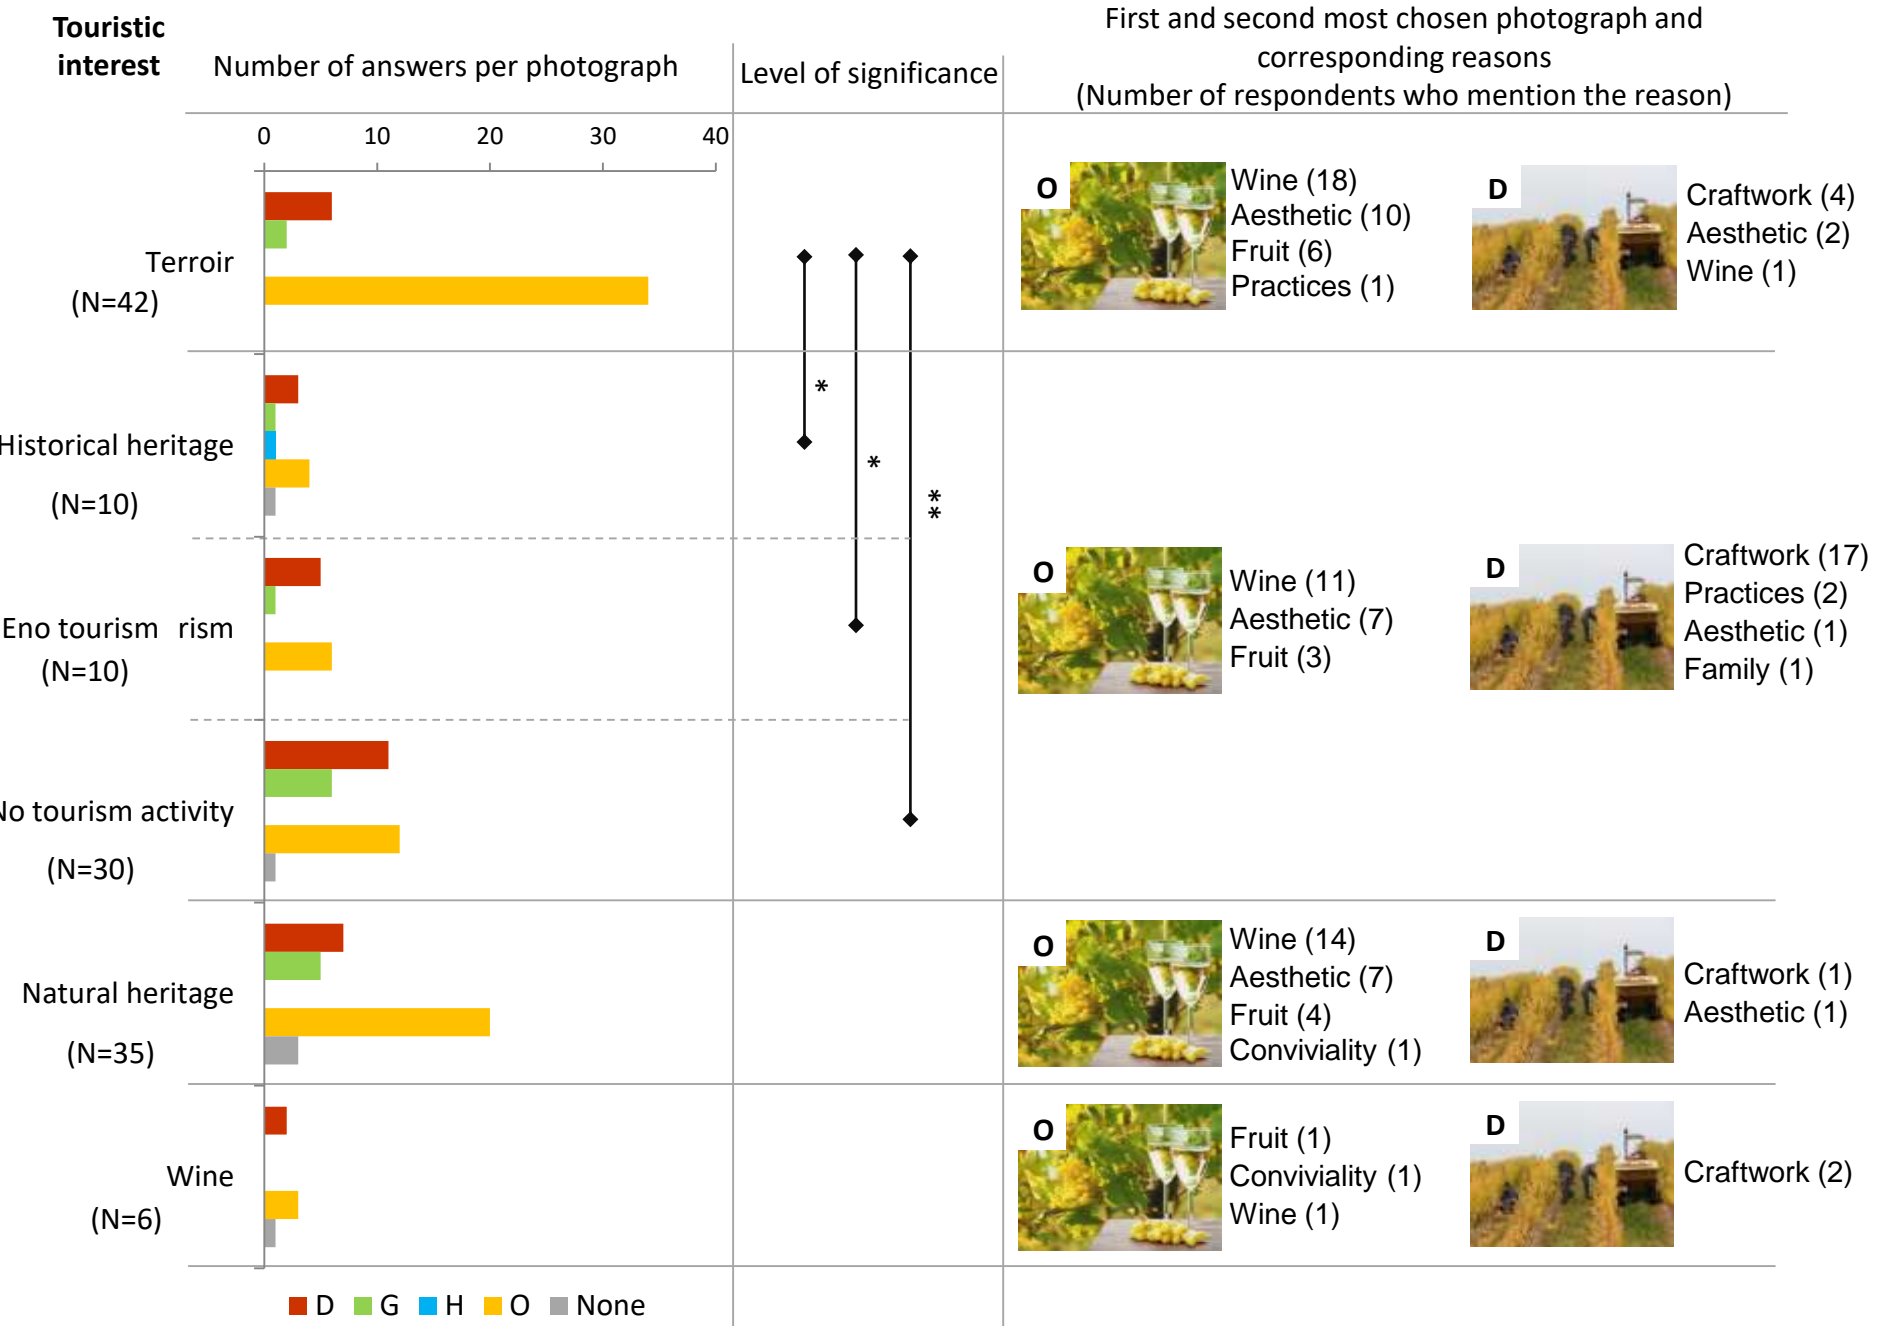 Touristic
interest
Number of answers per photograph
Level of significance
First and second most chosen photograph and
corresponding reasons
(Number of respondents who mention the reason)
0 10 20 30 40
Terroir
(N=42)
O
Wine (18)
Aesthetic (10)
Fruit (6)
Practices (1)
D
Craftwork (4)
Aesthetic (2)
Wine (1)
Historical heritage
(N=10)
*
*
**
Eno tourism rism
(N=10)
O
Wine (11)
Aesthetic (7)
Fruit (3)
D
Craftwork (17)
Practices (2)
Aesthetic (1)
Family (1)
No tourism activity
(N=30)
Natural heritage
(N=35)
O
Wine (14)
Aesthetic (7)
Fruit (4)
Conviviality (1)
D
Craftwork (1)
Aesthetic (1)
Wine
(N=6)
O
Fruit (1)
Conviviality (1)
Wine (1)
D
Craftwork (2)
D G H O None